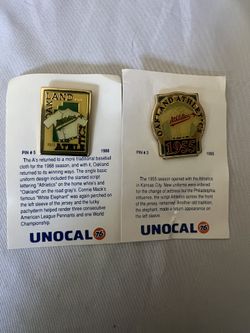 OAKLAND
PIN # 5 1988
The A's returned to a more traditional baseball
cloth for the 1988 season, and with it, Oakland
returned to its winning ways. The single basic
uniform design included the started script
lettering "Athletics" on the home white's and
"Oakland" on the road gray's. Connie Mack's
famous "White Elephant" was again perched on
the left sleeve of the jersey and the lucky
pachyderm helped render three consecutive
American League Pennants and one World
Championship.
UNOCAL 76
OAKLAND ATHLETICS
Athletics
1955
PIN # 3 1955
The 1955 season opened with the Athletics
in Kansas City. New uniforms were introduced
for the change of address but the Philadelphia
influence, the script Athletics across the
front of the jersey, remained. Another old tradition,
the elephant, made a return appearance on
the left sleeve.
UNOCAL 76